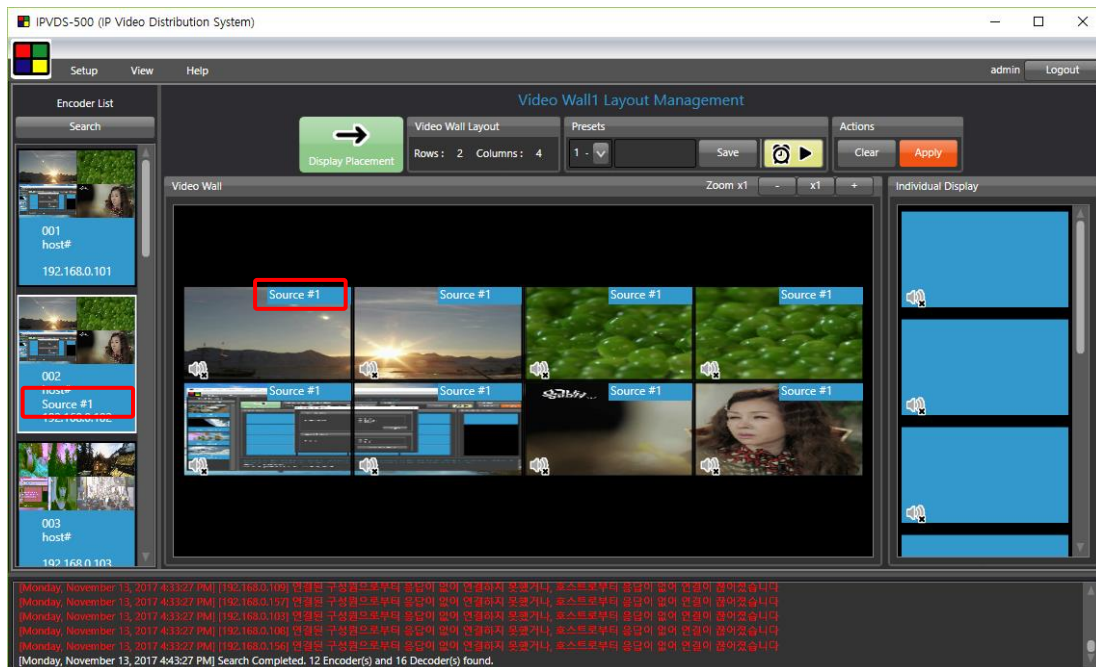 IPVDS-500 (IP Video Distribution System)
Setup View Help
admin Logout
Encoder List
Search
Video Wall1 Layout Management
Display Placement
Video Wall Layout
Rows : 2 Columns : 4
Presets
1 - Save
Actions
Clear Apply
001
host#
192.168.0.101
002
host#
Source #1
192.168.0.102
003
host#
192.168.0.103
Video Wall
Zoom x1 - x1 +
Source #1 Source #1 Source #1 Source #1
Source #1 Source #1 Source #1 Source #1
Individual Display
[Monday, November 13, 2017 4:33:27 PM] [192.168.0.109] 연결된 구성원으로부터 응답이 없어 연결하지 못했거나, 호스트로부터 응답이 없어 연결이 끊어졌습니다
[Monday, November 13, 2017 4:33:27 PM] [192.168.0.157] 연결된 구성원으로부터 응답이 없어 연결하지 못했거나, 호스트로부터 응답이 없어 연결이 끊어졌습니다
[Monday, November 13, 2017 4:33:27 PM] [192.168.0.103] 연결된 구성원으로부터 응답이 없어 연결하지 못했거나, 호스트로부터 응답이 없어 연결이 끊어졌습니다
[Monday, November 13, 2017 4:33:27 PM] [192.168.0.108] 연결된 구성원으로부터 응답이 없어 연결하지 못했거나, 호스트로부터 응답이 없어 연결이 끊어졌습니다
[Monday, November 13, 2017 4:33:27 PM] [192.168.0.156] 연결된 구성원으로부터 응답이 없어 연결하지 못했거나, 호스트로부터 응답이 없어 연결이 끊어졌습니다
[Monday, November 13, 2017 4:43:27 PM] Search Completed. 12 Encoder(s) and 16 Decoder(s) found.